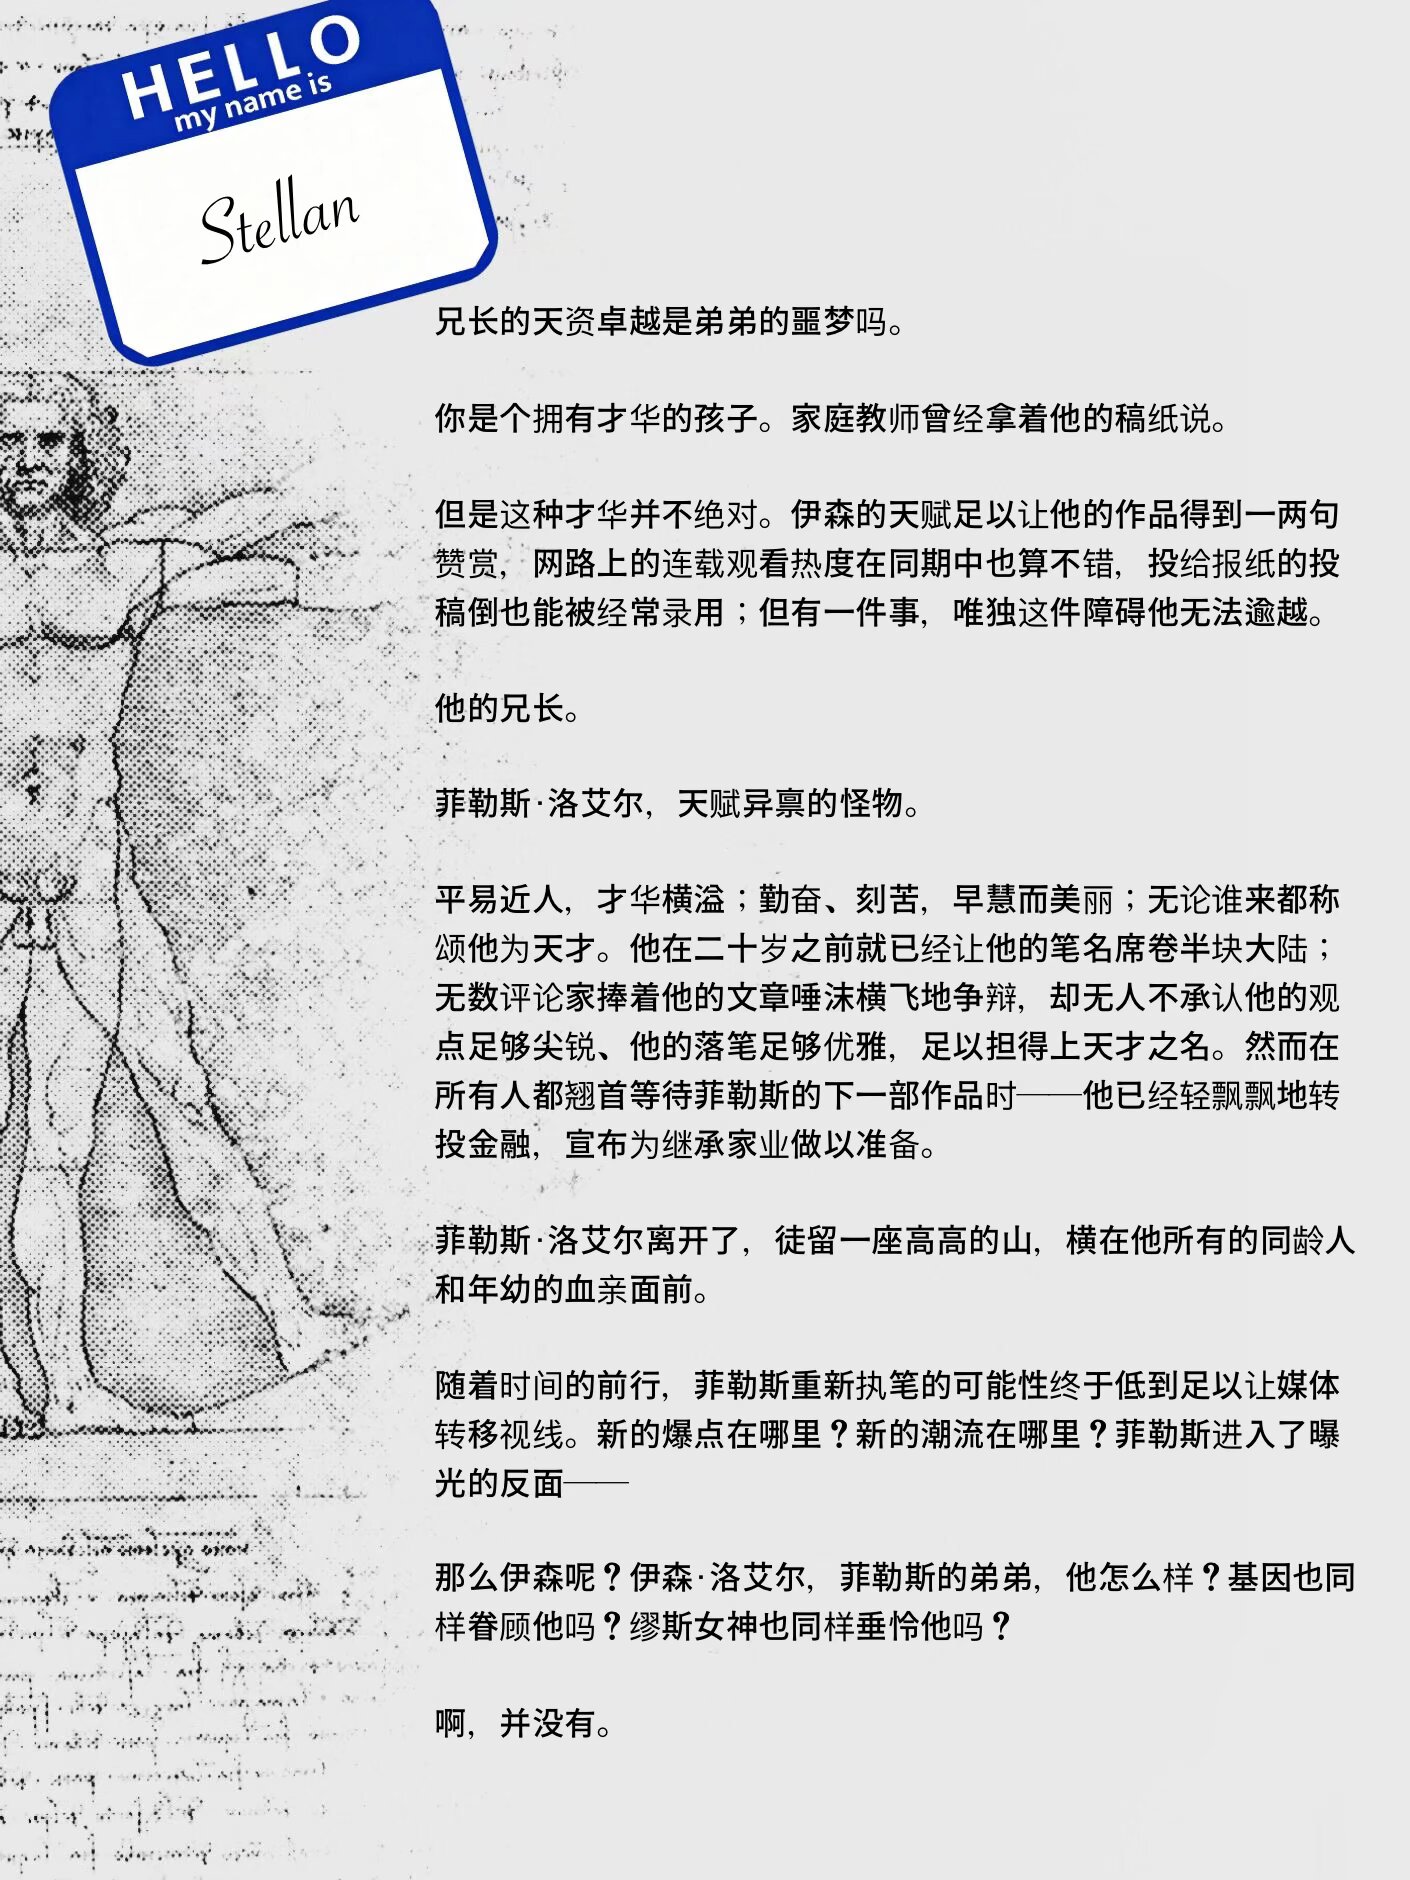 HELLO
my name is
Stellan
兄长的天资卓越是弟弟的噩梦吗。
你是个拥有才华的孩子。家庭教师曾经拿着他的稿纸说。
但是这种才华并不绝对。伊森的天赋足以让他的作品得到一两句
赞赏，网路上的连载观看热度在同期中也算不错，投给报纸的投
稿倒也能被经常录用；但有一件事，唯独这件障碍他无法逾越。
他的兄长。
菲勒斯·洛艾尔，天赋异禀的怪物。
平易近人，才华横溢；勤奋、刻苦，早慧而美丽；无论谁来都称
颂他为天才。他在二十岁之前就已经让他的笔名席卷半块大陆；
无数评论家捧着他的文章唾沫横飞地争辩，却无人不承认他的观
点足够尖锐、他的落笔足够优雅，足以担得上天才之名。然而在
所有人都翘首等待菲勒斯的下一部作品时——他已经轻飘飘地转
投金融，宣布为继承家业做以准备。
菲勒斯·洛艾尔离开了，徒留一座高高的山，横在他所有的同龄人
和年幼的血亲面前。
随着时间的前行，菲勒斯重新执笔的可能性终于低到足以让媒体
转移视线。新的爆点在哪里？新的潮流在哪里？菲勒斯进入了曝
光的反面——
那么伊森呢？伊森·洛艾尔，菲勒斯的弟弟，他怎么样？基因也同
样眷顾他吗？缪斯女神也同样垂怜他吗？
啊，并没有。